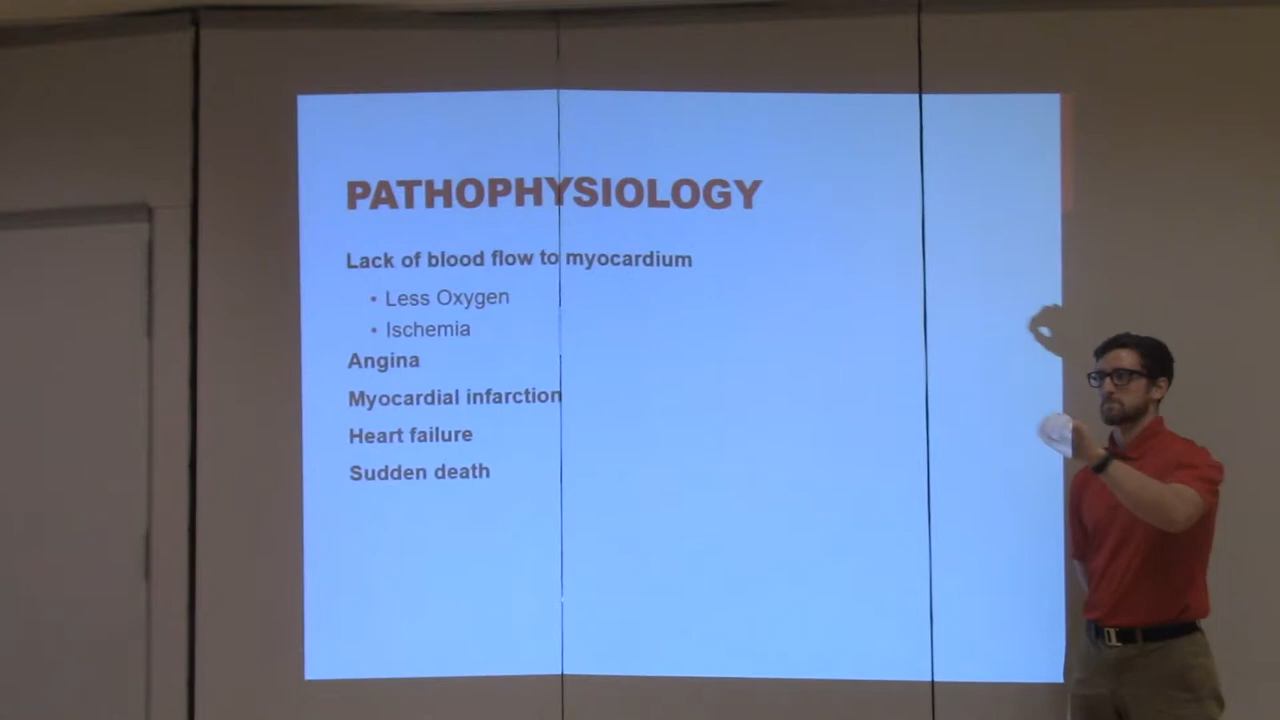 PATHOPHYSIOLOGY
Lack of blood flow to myocardium
• Less Oxygen
• Ischemia
Angina
Myocardial infarction
Heart failure
Sudden death